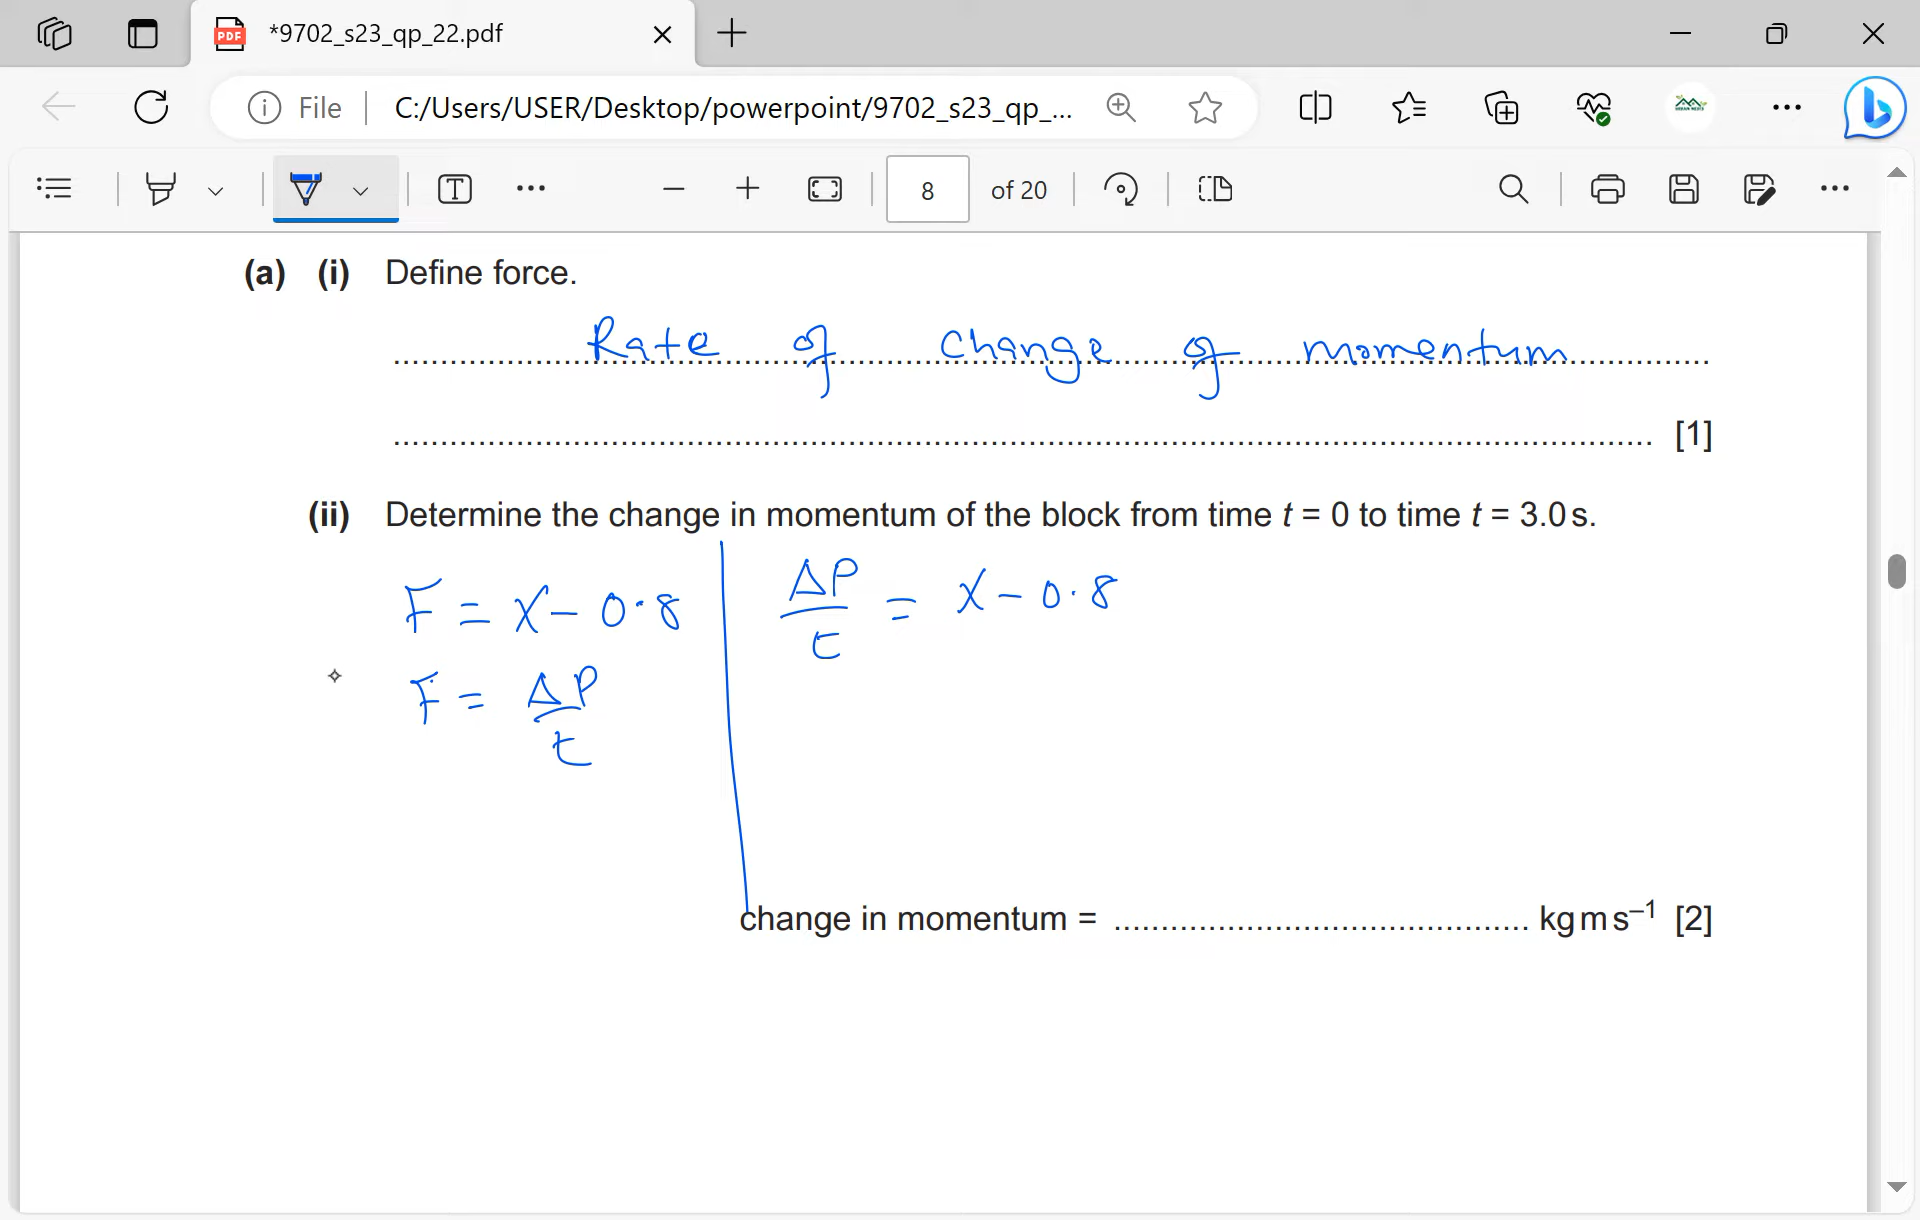 *9702_s23_qp_22.pdf
File C:/Users/USER/Desktop/powerpoint/9702_s23_qp_...
8 of 20
(a) (i) Define force.
Rate of change of momentum
[1]
(ii) Determine the change in momentum of the block from time t = 0 to time t = 3.0 s.
F = X - 0.8
ΔP/t = X - 0.8
F = ΔP/t
change in momentum = ............................................ kg m s⁻¹ [2]